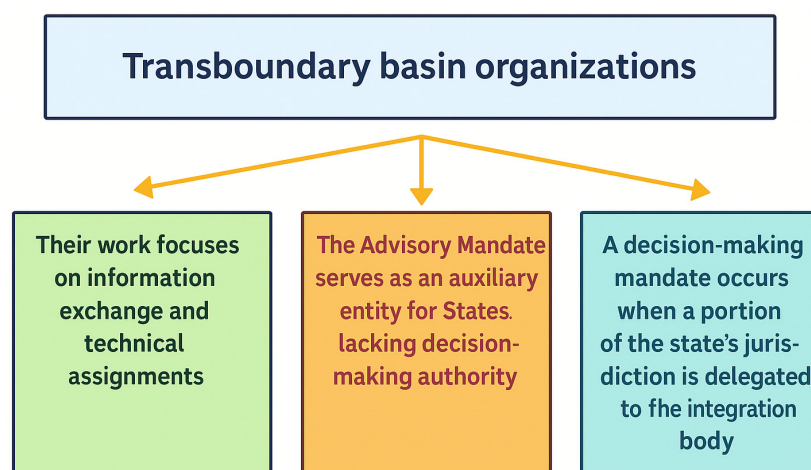 Transboundary basin organizations
Their work focuses
on information
exchange and
technical
assignments
The Advisory Mandate
serves as an auxiliary
entity for States.
lacking decision-
making authority
A decision-making
mandate occurs
when a portion
of the state's juris-
diction is delegated
to fhe integration
body